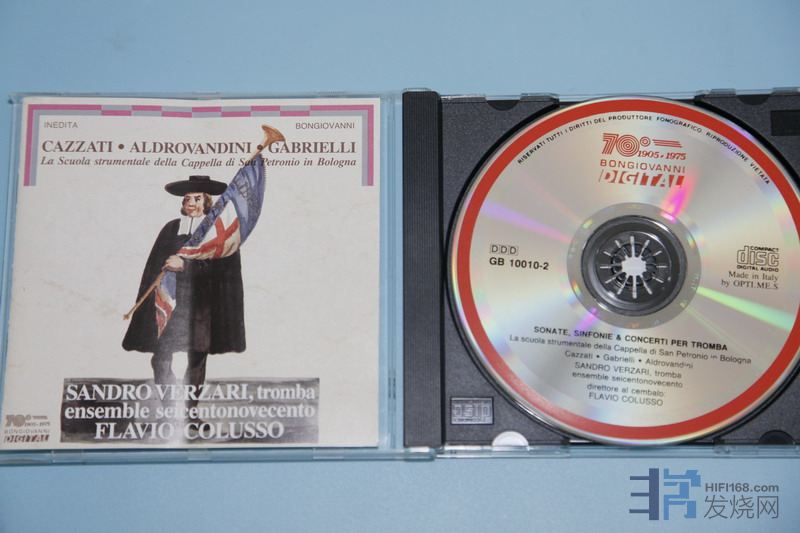 INEDITA
BONGIOVANNI
CAZZATI • ALDROVANDINI • GABRIELLI
La Scuola strumentale della Cappella di San Petronio in Bologna
SANDRO VERZARI, tromba
ensemble seicentonovecento
FLAVIO COLUSSO
70°
1905-1975
BONGIOVANNI
DIGITAL
RISERVATI TUTTI I DIRITTI DEL PRODUTTORE FONOGRAFICO. RIPRODUZIONE VIETATA
70°
1905-1975
BONGIOVANNI
DIGITAL
DDD
GB 10010-2
COMPACT
disc
DIGITAL AUDIO
Made in Italy
by OPTI.ME.S
SONATE, SINFONIE & CONCERTI PER TROMBA
La scuola strumentale della Cappella di San Petronio in Bologna
Cazzati • Gabrielli • Aldrovandini
SANDRO VERZARI, tromba
ensemble seicentonovecento
direttore al cembalo:
FLAVIO COLUSSO
disc
HIFI168.com
发烧网